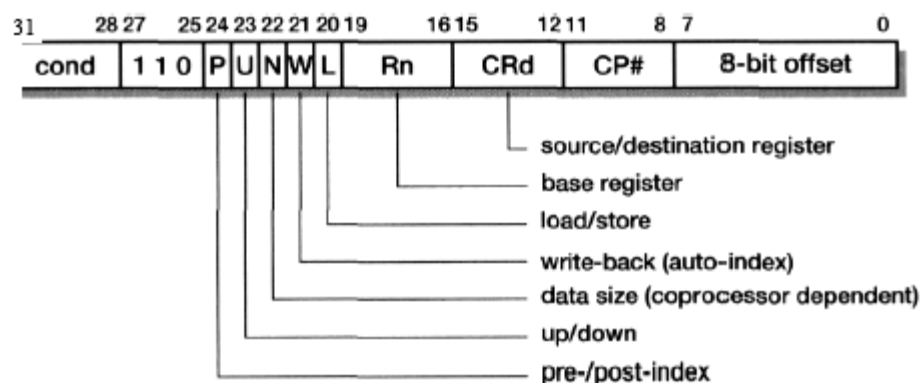 31 28 27 25 24 23 22 21 20 19 16 15 12 11 8 7 0
cond 1 1 0 P U N W L Rn CRd CP# 8-bit offset
source/destination register
base register
load/store
write-back (auto-index)
data size (coprocessor dependent)
up/down
pre-/post-index